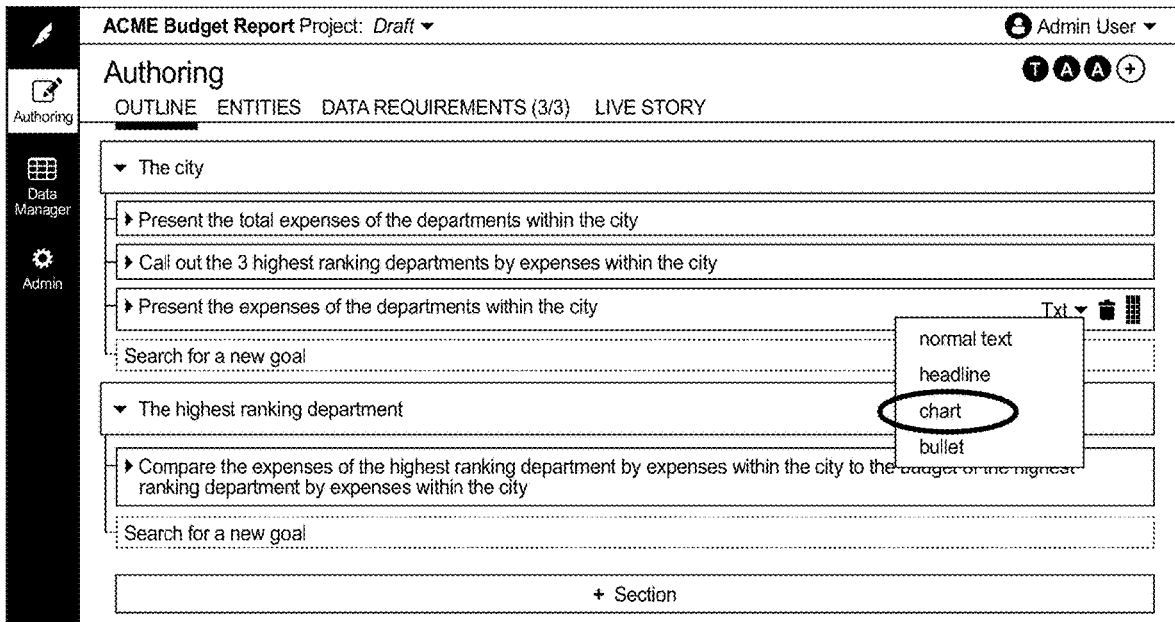 ACME Budget Report Project: Draft
Admin User
Authoring
T A A +
OUTLINE ENTITIES DATA REQUIREMENTS (3/3) LIVE STORY
Authoring
Data
Manager
Admin
The city
Present the total expenses of the departments within the city
Call out the 3 highest ranking departments by expenses within the city
Present the expenses of the departments within the city
Txt
normal text
headline
chart
bullet
Search for a new goal
The highest ranking department
Compare the expenses of the highest ranking department by expenses within the city to the budget of the highest
ranking department by expenses within the city
Search for a new goal
+ Section